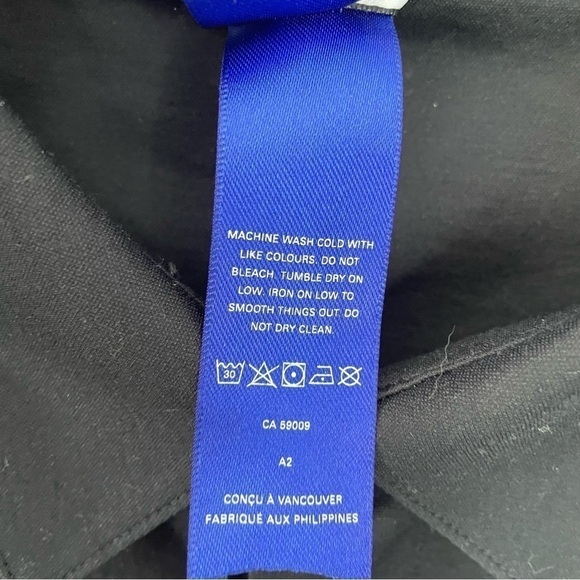 MACHINE WASH COLD WITH
LIKE COLOURS. DO NOT
BLEACH. TUMBLE DRY ON
LOW. IRON ON LOW TO
SMOOTH THINGS OUT. DO
NOT DRY CLEAN.
30
CA 59009
A2
CONÇU À VANCOUVER
FABRIQUÉ AUX PHILIPPINES